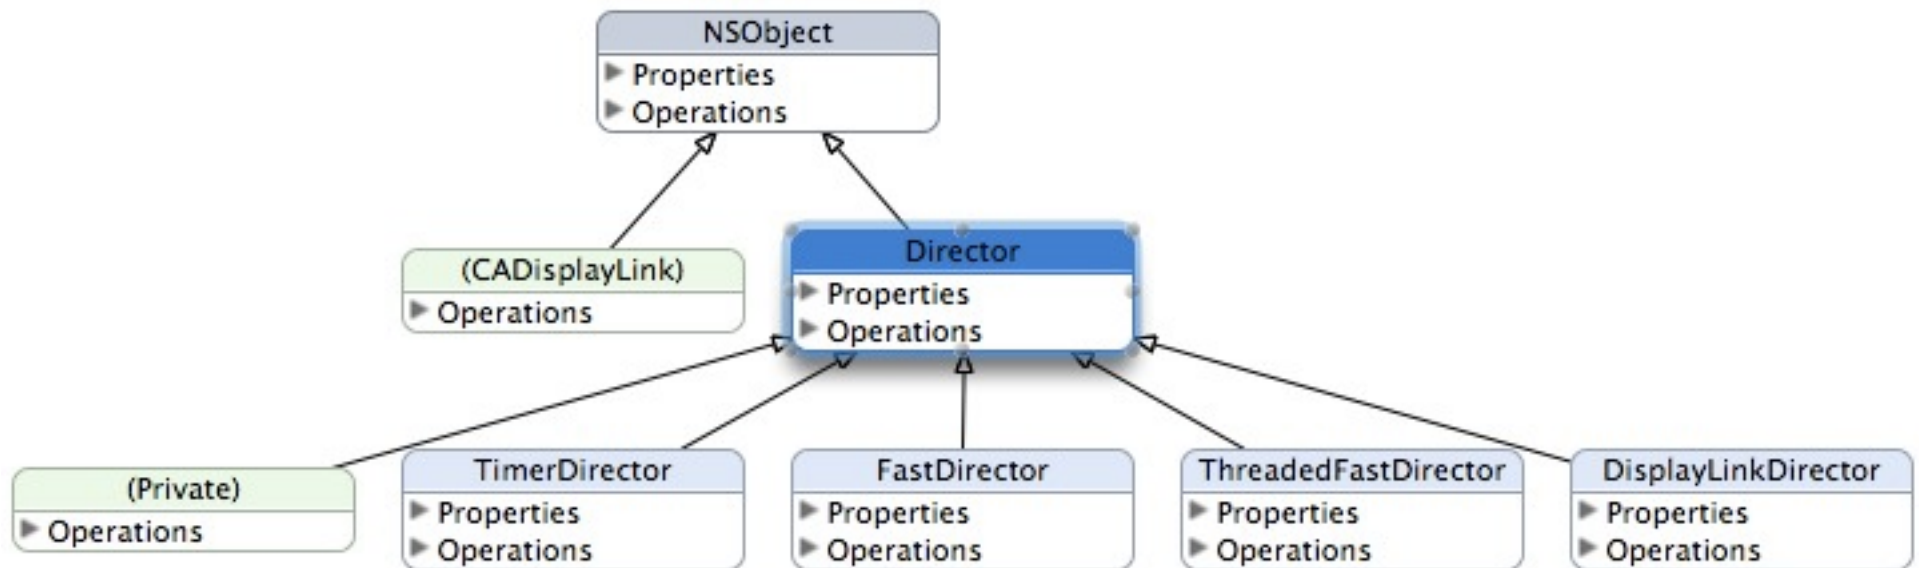 NSObject
Properties
Operations
(CADisplayLink)
Operations
Director
Properties
Operations
(Private)
Operations
TimerDirector
Properties
Operations
FastDirector
Properties
Operations
ThreadedFastDirector
Properties
Operations
DisplayLinkDirector
Properties
Operations